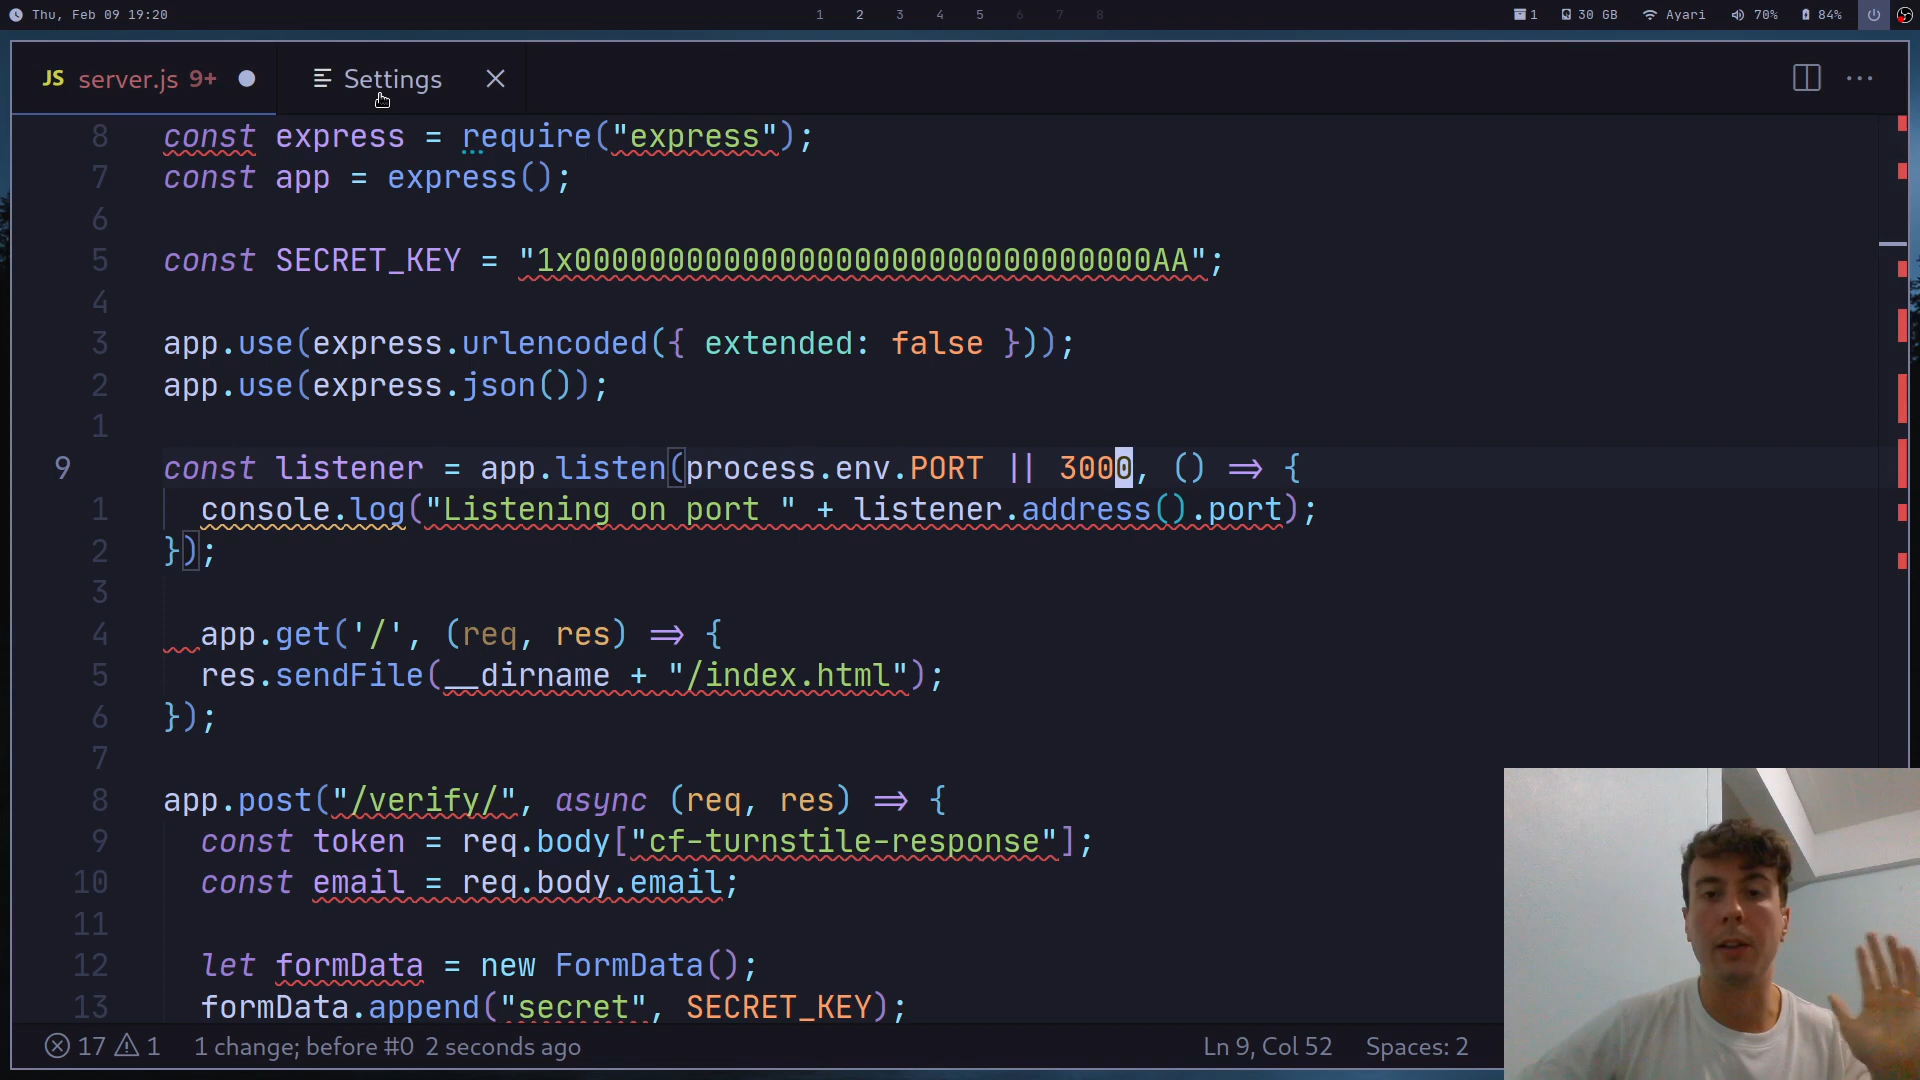 Thu, Feb 09 19:20 1 2 3 4 5 6 7 8 1 30 GB Ayari 70% 84%
JS server.js 9+ Settings
8 const express = require("express");
7 const app = express();
6
5 const SECRET_KEY = "1x0000000000000000000000000000000AA";
4
3 app.use(express.urlencoded({ extended: false }));
2 app.use(express.json());
1
9 const listener = app.listen(process.env.PORT || 3000, () => {
1 console.log("Listening on port " + listener.address().port);
2 });
3
4 app.get('/', (req, res) => {
5 res.sendFile(__dirname + "/index.html");
6 });
7
8 app.post("/verify/", async (req, res) => {
9 const token = req.body["cf-turnstile-response"];
10 const email = req.body.email;
11
12 let formData = new FormData();
13 formData.append("secret", SECRET_KEY);
17 1 1 change; before #0 2 seconds ago Ln 9, Col 52 Spaces: 2